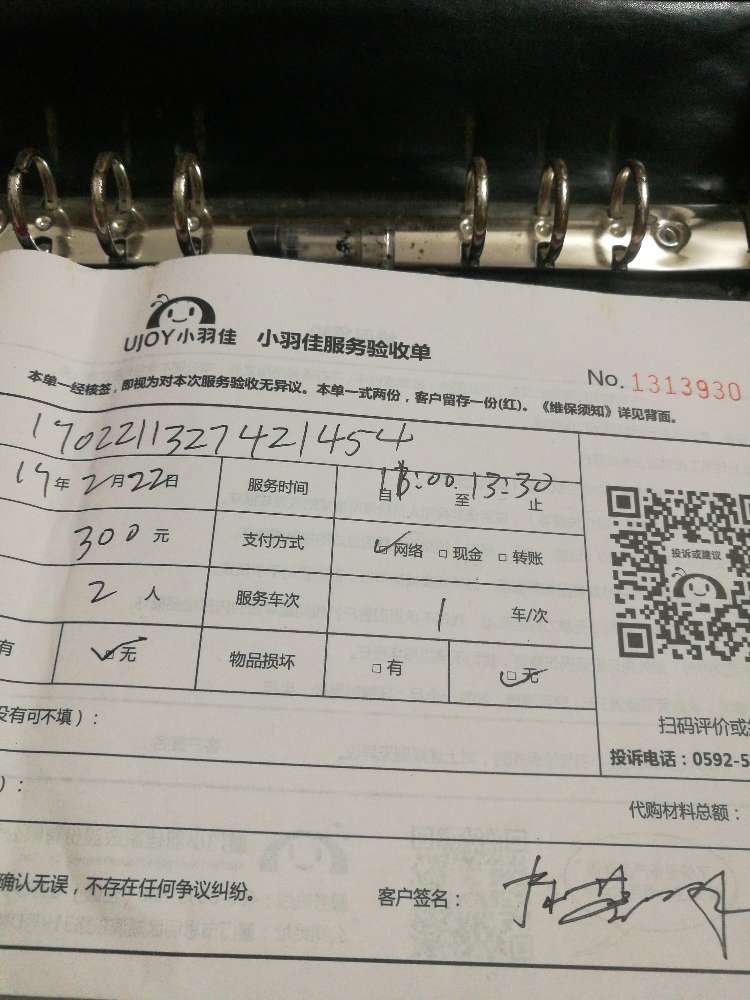 UJOY小羽佳 小羽佳服务验收单
No. 1313930
本单一经核签，即视为对本次服务验收无异议。本单一式两份，客户留存一份(红)。《维保须知》详见背面。
1902211327421454
19年 2月22日 服务时间 自 :00 至 13:30 止
300 元 支付方式 ☑网络 □现金 □转账
2 人 服务车次 1 车/次
有 ☑无 物品损坏 □有 ☑无
投诉或建议
没有可不填）：
扫码评价或
投诉电话：0592-5
）：
代购材料总额：
确认无误，不存在任何争议纠纷。 客户签名：